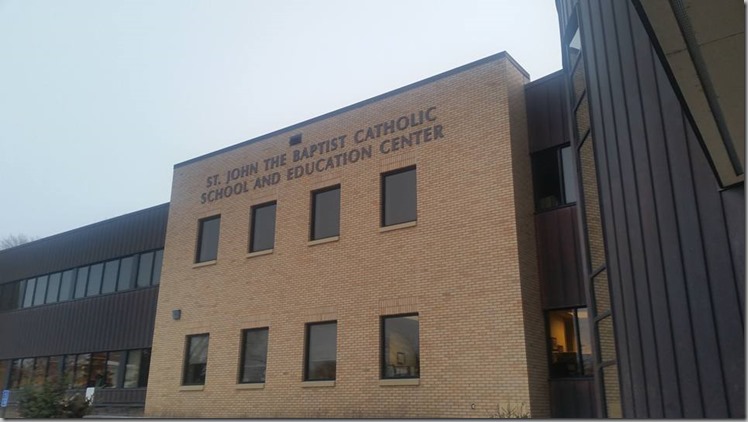 ST. JOHN THE BAPTIST CATHOLIC
SCHOOL AND EDUCATION CENTER